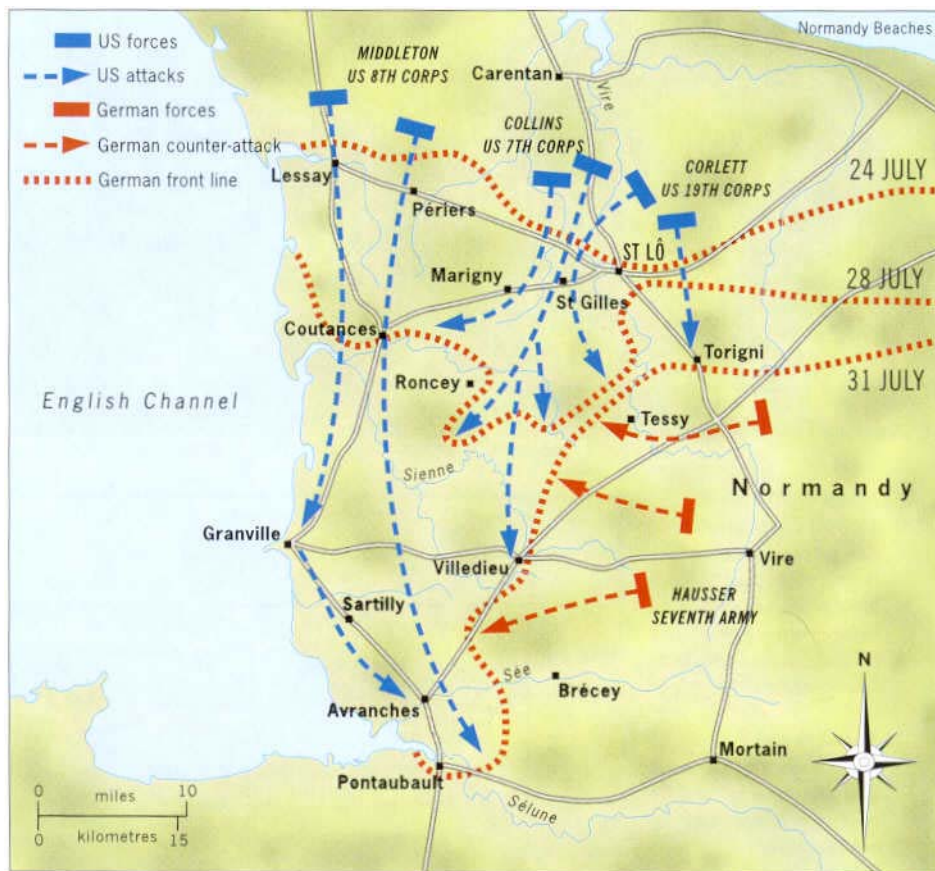 US forces
US attacks
German forces
German counter-attack
German front line
Normandy Beaches
MIDDLETON
US 8TH CORPS
Carentan
Vire
COLLINS
US 7TH CORPS
CORLETT
US 19TH CORPS
24 JULY
Lessay
Périers
ST LÔ
28 JULY
Marigny
St Gilles
Coutances
Torigni
31 JULY
Roncey
English Channel
Tessy
Sienne
Normandy
Granville
Villedieu
Vire
HAUSSER
SEVENTH ARMY
Sartilly
N
Sée
Brécey
Avranches
Mortain
Pontaubault
Sélune
0 miles 10
0 kilometres 15